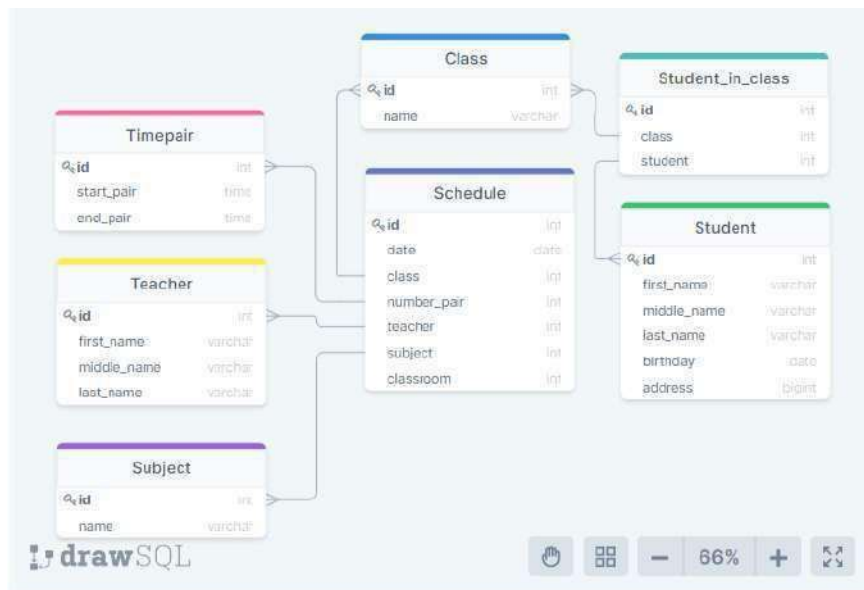 Class
id int
name varchar
Student_in_class
id int
class int
student int
Timepair
id int
start_pair time
end_pair time
Schedule
id int
date date
class int
number_pair int
teacher int
subject int
classroom int
Student
id int
first_name varchar
middle_name varchar
last_name varchar
birthday date
address bigint
Teacher
id int
first_name varchar
middle_name varchar
last_name varchar
Subject
id int
name varchar
drawSQL
66%